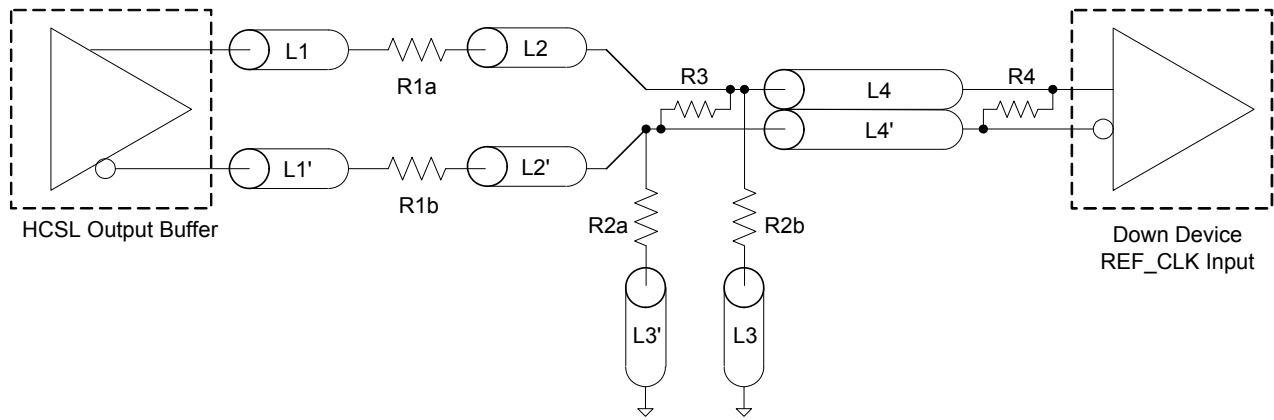 L1
R1a
L2
R3
L4
R4
L1'
R1b
L2'
L4'
HCSL Output Buffer
R2a
R2b
Down Device
REF_CLK Input
L3'
L3